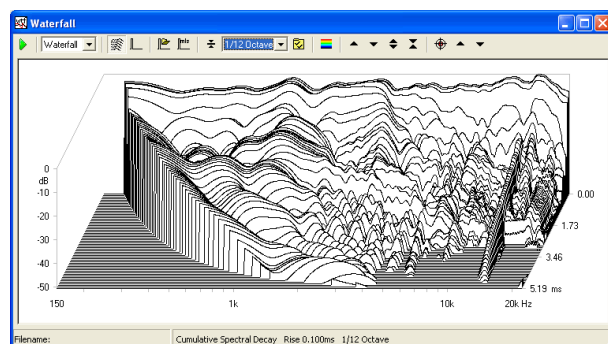 Waterfall
Waterfall
1/12 Octave
0
dB
-10
-20
-30
-40
-50
150
1k
10k
20k Hz
0.00
1.73
3.46
5.19 ms
Filename:
Cumulative Spectral Decay Rise 0.100ms 1/12 Octave